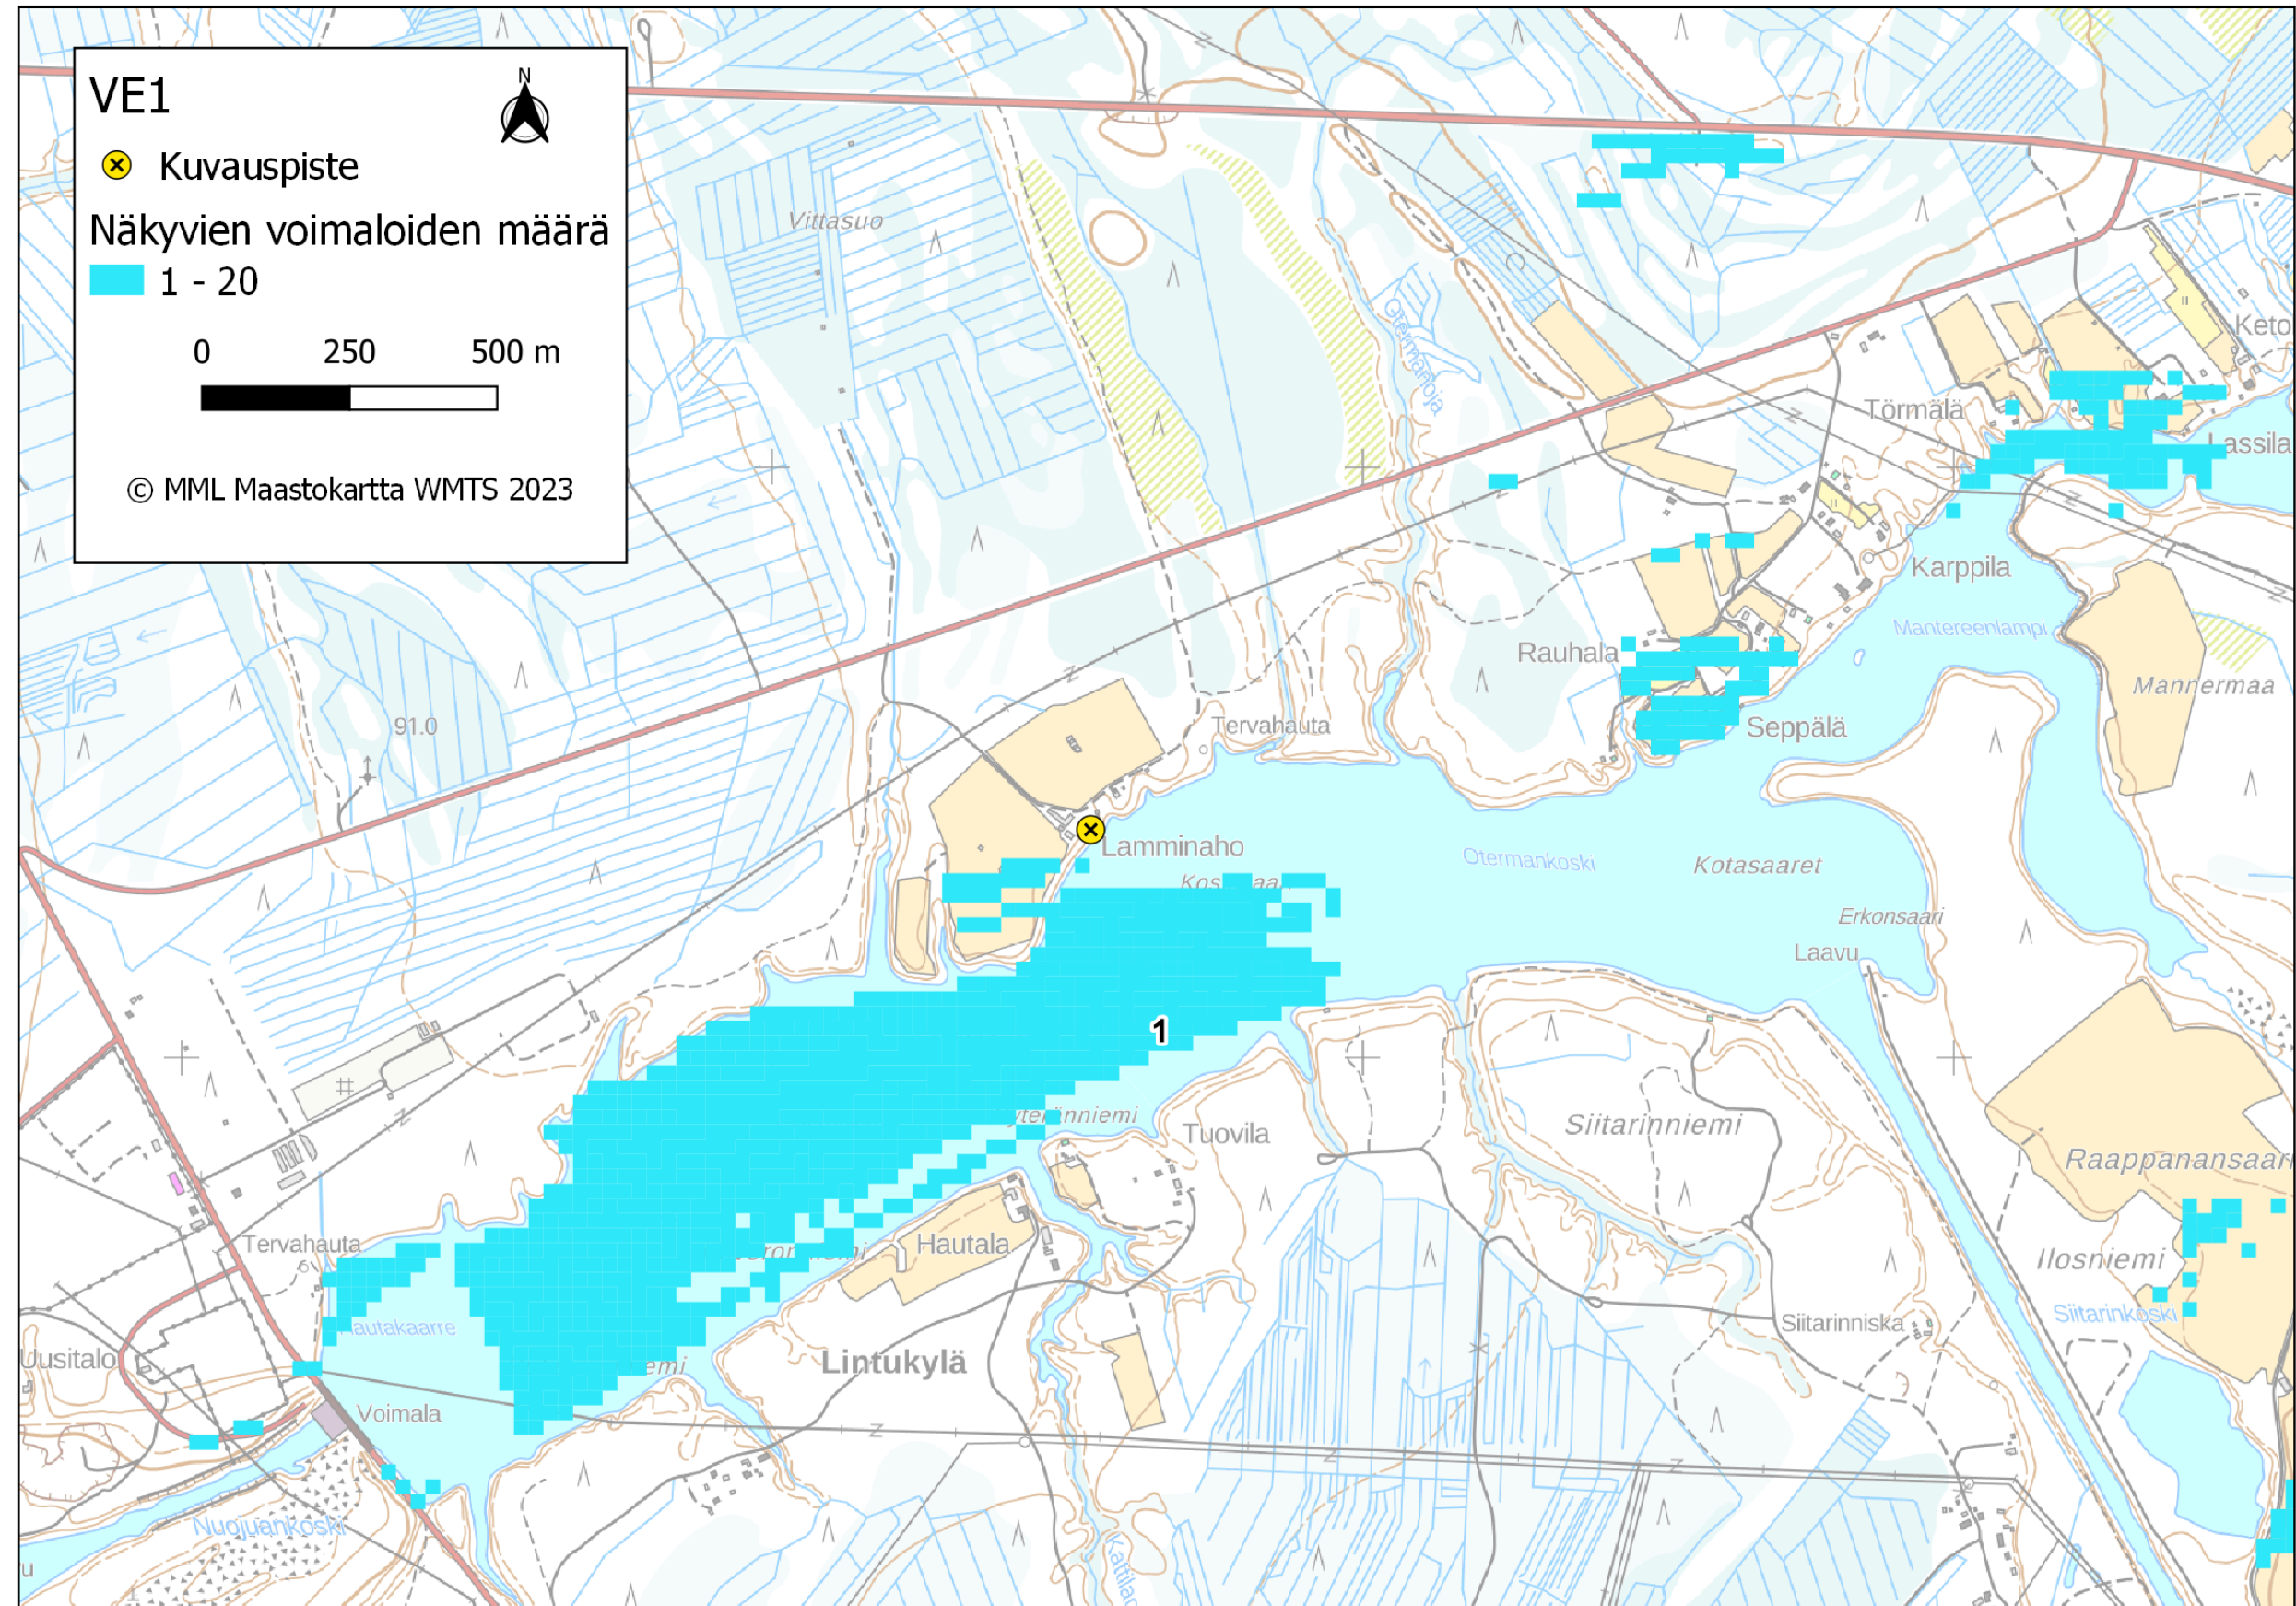 VE1
N
Kuvauspiste
Näkyvien voimaloiden määrä
1 - 20
0 250 500 m
© MML Maastokartta WMTS 2023
Vittasuo
Otermanoja
Keto
Törmälä
Lassila
Karppila
Mantereenlampi
Rauhala
Mannermaa
91.0
Tervahauta
Seppälä
Lamminaho
Otermankoski
Kotasaaret
Erkonsaari
Laavu
1
Tuovila
Siitarinniemi
Raappanansaari
Tervahauta
Hautala
Ilosniemi
Siitarinkoski
Siitarinniska
Uusitalo
Lintukylä
Voimala
Nuojuankoski